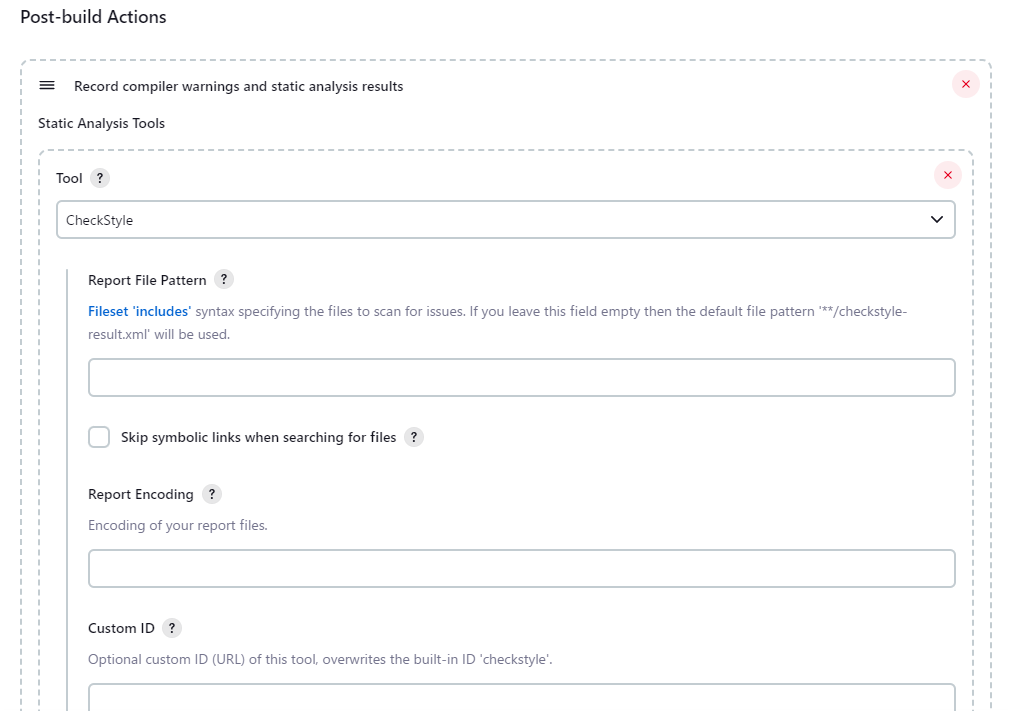 Post-build Actions
Record compiler warnings and static analysis results
Static Analysis Tools
Tool ?
CheckStyle
Report File Pattern ?
Fileset 'includes' syntax specifying the files to scan for issues. If you leave this field empty then the default file pattern '**/checkstyle-
result.xml' will be used.
Skip symbolic links when searching for files ?
Report Encoding ?
Encoding of your report files.
Custom ID ?
Optional custom ID (URL) of this tool, overwrites the built-in ID 'checkstyle'.